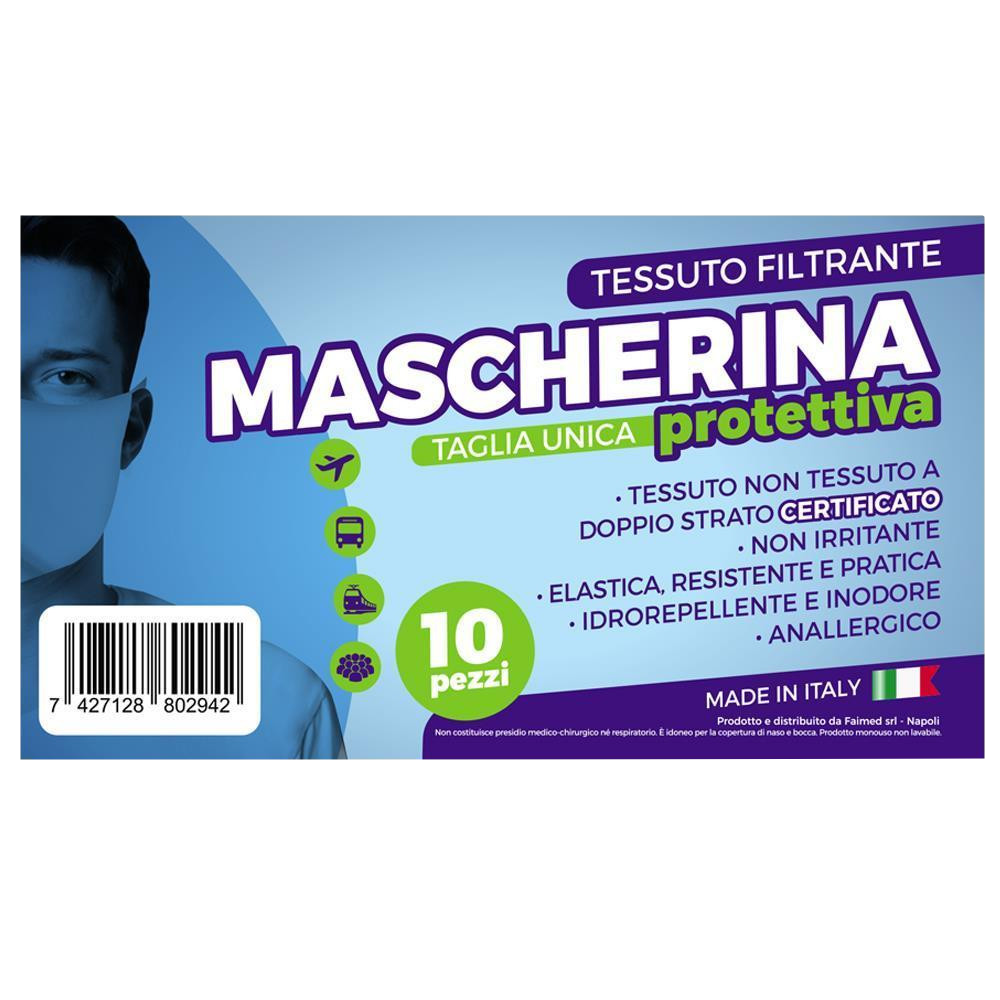 TESSUTO FILTRANTE
MASCHERINA
TAGLIA UNICA protettiva
• TESSUTO NON TESSUTO A
DOPPIO STRATO CERTIFICATO
• NON IRRITANTE
• ELASTICA, RESISTENTE E PRATICA
• IDROREPELLENTE E INODORE
• ANALLERGICO
10
pezzi
7 427128 802942
MADE IN ITALY
Prodotto e distribuito da Faimed srl - Napoli
Non costituisce presidio medico-chirurgico né respiratorio. È idoneo per la copertura di naso e bocca. Prodotto monouso non lavabile.